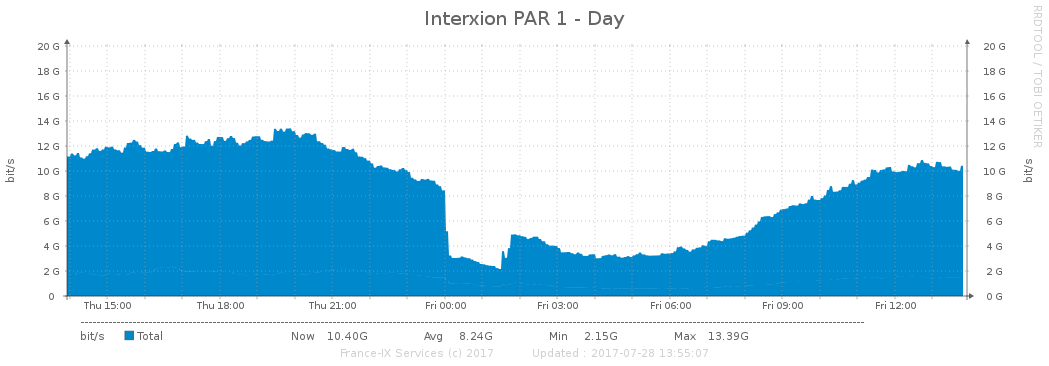 Interxion PAR 1 - Day
RRDTOOL / TOBI OETIKER
20 G 20 G
18 G 18 G
16 G 16 G
14 G 14 G
12 G 12 G
10 G 10 G
8 G 8 G
6 G 6 G
4 G 4 G
2 G 2 G
0 0 G
bit/s bit/s
Thu 15:00 Thu 18:00 Thu 21:00 Fri 00:00 Fri 03:00 Fri 06:00 Fri 09:00 Fri 12:00
bit/s Total Now 10.40G Avg 8.24G Min 2.15G Max 13.39G
France-IX Services (c) 2017 Updated : 2017-07-28 13:55:07